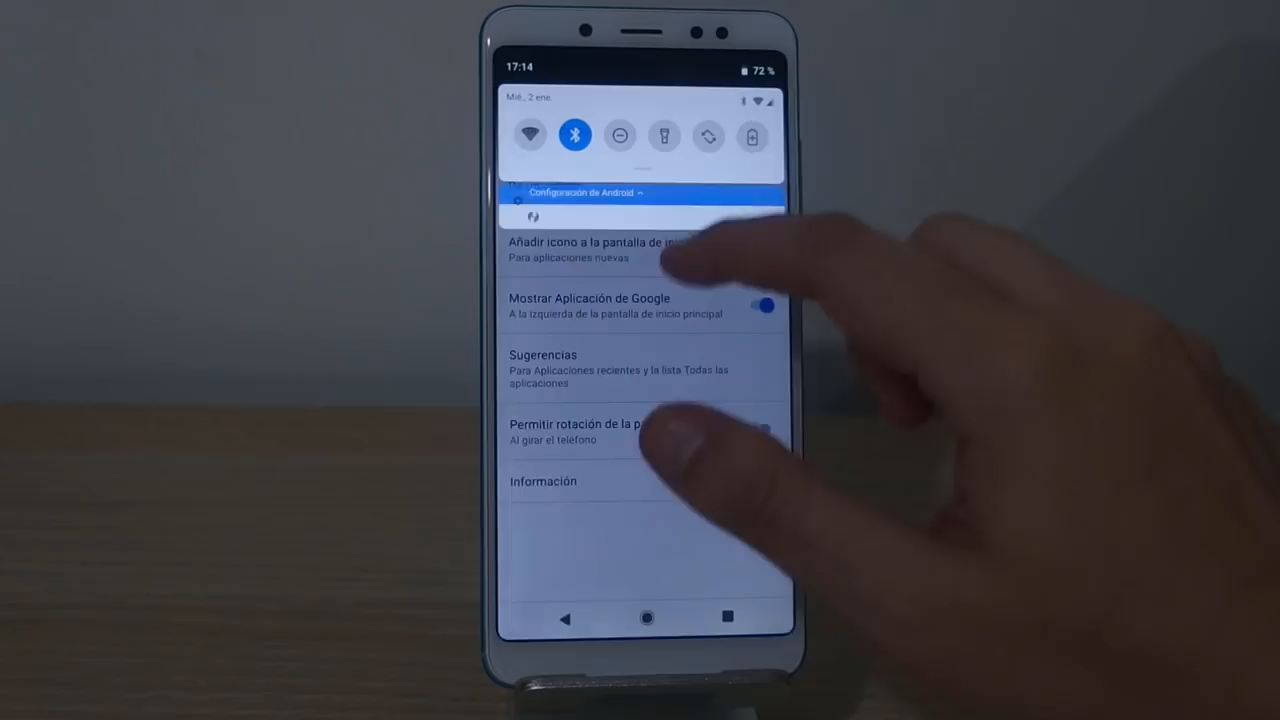 17:14
72 %
Mié., 2 ene.
Configuración de Android
Añadir icono a la pantalla de
Para aplicaciones nuevas
Mostrar Aplicación de Google
A la izquierda de la pantalla de inicio principal
Sugerencias
Para Aplicaciones recientes y la lista Todas las
aplicaciones
Permitir rotación de la
Al girar el teléfono
Información